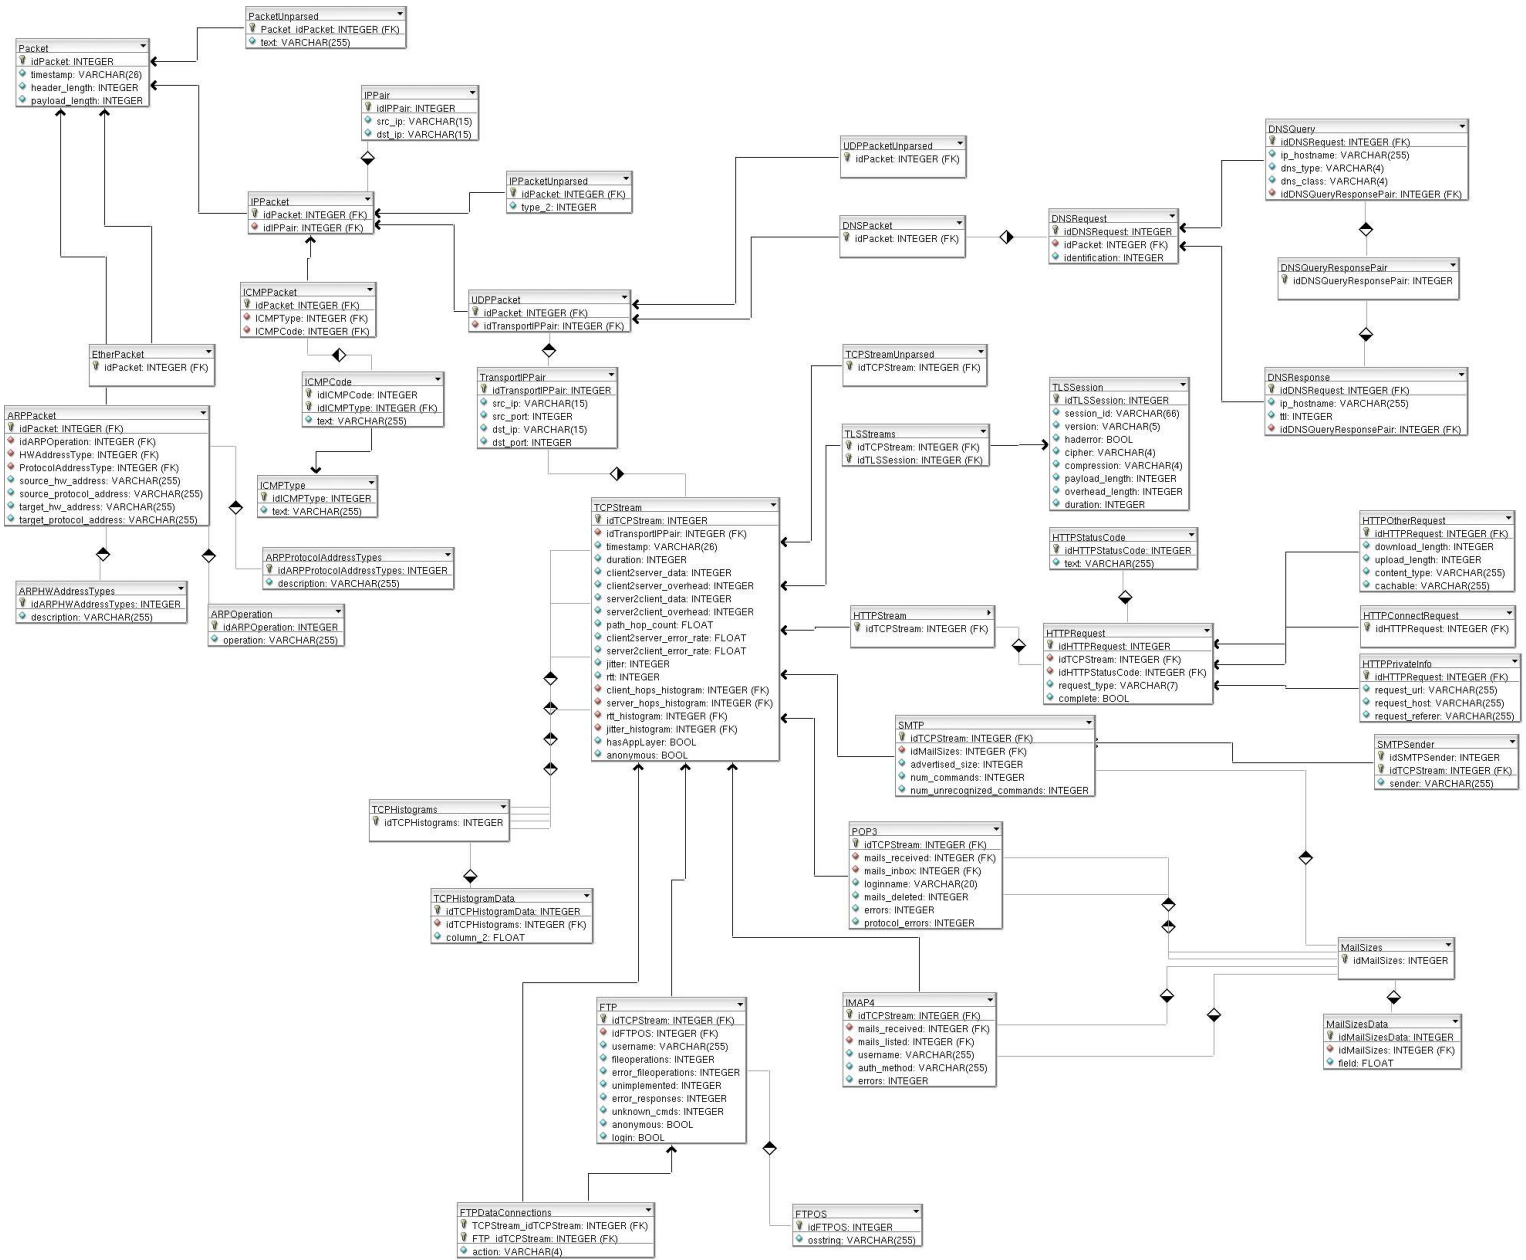 PacketUnparsed
Packet_idPacket: INTEGER (FK)
text: VARCHAR(255)
Packet
idPacket: INTEGER
timestamp: VARCHAR(26)
header_length: INTEGER
payload_length: INTEGER
IPPair
idIPPair: INTEGER
src_ip: VARCHAR(15)
dst_ip: VARCHAR(15)
IPPacket
idPacket: INTEGER (FK)
idIPPair: INTEGER (FK)
IPPacketUnparsed
idPacket: INTEGER (FK)
type_2: INTEGER
UDPPacketUnparsed
idPacket: INTEGER (FK)
DNSPacket
idPacket: INTEGER (FK)
DNSRequest
idDNSRequest: INTEGER
idPacket: INTEGER (FK)
identification: INTEGER
DNSQuery
idDNSRequest: INTEGER (FK)
ip_hostname: VARCHAR(255)
dns_type: VARCHAR(4)
dns_class: VARCHAR(4)
idDNSQueryResponsePair: INTEGER (FK)
DNSQueryResponsePair
idDNSQueryResponsePair: INTEGER
DNSResponse
idDNSRequest: INTEGER (FK)
ip_hostname: VARCHAR(255)
ttl: INTEGER
idDNSQueryResponsePair: INTEGER (FK)
ICMPPacket
idPacket: INTEGER (FK)
ICMPType: INTEGER (FK)
ICMPCode: INTEGER (FK)
UDPPacket
idPacket: INTEGER (FK)
idTransportIPPair: INTEGER (FK)
EtherPacket
idPacket: INTEGER (FK)
ICMPCode
idICMPCode: INTEGER
idICMPType: INTEGER (FK)
text: VARCHAR(255)
TransportIPPair
idTransportIPPair: INTEGER
src_ip: VARCHAR(15)
src_port: INTEGER
dst_ip: VARCHAR(15)
dst_port: INTEGER
TCPStreamUnparsed
idTCPStream: INTEGER (FK)
TLSSession
idTLSSession: INTEGER
session_id: VARCHAR(66)
version: VARCHAR(5)
haderror: BOOL
cipher: VARCHAR(4)
compression: VARCHAR(4)
payload_length: INTEGER
overhead_length: INTEGER
duration: INTEGER
TLSStreams
idTCPStream: INTEGER (FK)
idTLSSession: INTEGER (FK)
ARPPacket
idPacket: INTEGER (FK)
idARPOperation: INTEGER (FK)
HWAddressType: INTEGER (FK)
ProtocolAddressType: INTEGER (FK)
source_hw_address: VARCHAR(255)
source_protocol_address: VARCHAR(255)
target_hw_address: VARCHAR(255)
target_protocol_address: VARCHAR(255)
ICMPType
idICMPType: INTEGER
text: VARCHAR(255)
ARPProtocolAddressTypes
idARPProtocolAddressTypes: INTEGER
description: VARCHAR(255)
ARPHWAddressTypes
idARPHWAddressTypes: INTEGER
description: VARCHAR(255)
ARPOperation
idARPOperation: INTEGER
operation: VARCHAR(255)
TCPStream
idTCPStream: INTEGER
idTransportIPPair: INTEGER (FK)
timestamp: VARCHAR(26)
duration: INTEGER
client2server_data: INTEGER
client2server_overhead: INTEGER
server2client_data: INTEGER
server2client_overhead: INTEGER
path_hop_count: FLOAT
client2server_error_rate: FLOAT
server2client_error_rate: FLOAT
jitter: INTEGER
rtt: INTEGER
client_hops_histogram: INTEGER (FK)
server_hops_histogram: INTEGER (FK)
rtt_histogram: INTEGER (FK)
jitter_histogram: INTEGER (FK)
hasAppLayer: BOOL
anonymous: BOOL
HTTPStatusCode
idHTTPStatusCode: INTEGER
text: VARCHAR(255)
HTTPOtherRequest
idHTTPRequest: INTEGER (FK)
download_length: INTEGER
upload_length: INTEGER
content_type: VARCHAR(255)
cachable: VARCHAR(255)
HTTPStream
idTCPStream: INTEGER (FK)
HTTPRequest
idHTTPRequest: INTEGER
idTCPStream: INTEGER (FK)
idHTTPStatusCode: INTEGER (FK)
request_type: VARCHAR(7)
complete: BOOL
HTTPConnectRequest
idHTTPRequest: INTEGER (FK)
HTTPPrivateInfo
idHTTPRequest: INTEGER (FK)
request_url: VARCHAR(255)
request_host: VARCHAR(255)
request_referer: VARCHAR(255)
SMTP
idTCPStream: INTEGER (FK)
idMailSizes: INTEGER (FK)
advertised_size: INTEGER
num_commands: INTEGER
num_unrecognized_commands: INTEGER
SMTPSender
idSMTPSender: INTEGER
idTCPStream: INTEGER (FK)
sender: VARCHAR(255)
TCPHistograms
idTCPHistograms: INTEGER
POP3
idTCPStream: INTEGER (FK)
mails_received: INTEGER (FK)
mails_inbox: INTEGER (FK)
loginname: VARCHAR(20)
mails_deleted: INTEGER
errors: INTEGER
protocol_errors: INTEGER
TCPHistogramData
idTCPHistogramData: INTEGER
idTCPHistograms: INTEGER (FK)
column_2: FLOAT
MailSizes
idMailSizes: INTEGER
FTP
idTCPStream: INTEGER (FK)
idFTPOS: INTEGER (FK)
username: VARCHAR(255)
fileoperations: INTEGER
error_fileoperations: INTEGER
unimplemented: INTEGER
error_responses: INTEGER
unknown_cmds: INTEGER
anonymous: BOOL
login: BOOL
IMAP4
idTCPStream: INTEGER (FK)
mails_received: INTEGER (FK)
mails_listed: INTEGER (FK)
username: VARCHAR(255)
auth_method: VARCHAR(255)
errors: INTEGER
MailSizesData
idMailSizesData: INTEGER
idMailSizes: INTEGER (FK)
field: FLOAT
FTPDataConnections
TCPStream_idTCPStream: INTEGER (FK)
FTP_idTCPStream: INTEGER (FK)
action: VARCHAR(4)
FTPOS
idFTPOS: INTEGER
osstring: VARCHAR(255)